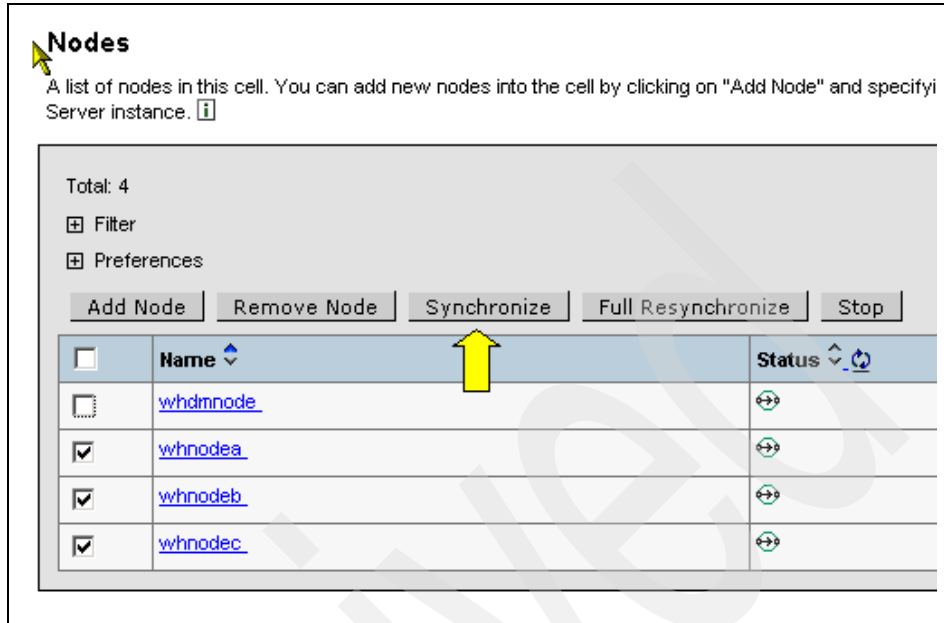 Nodes
A list of nodes in this cell. You can add new nodes into the cell by clicking on "Add Node" and specifyi
Server instance. i
Total: 4
Filter
Preferences
Add Node Remove Node Synchronize Full Resynchronize Stop
Name Status
whdmnode
whnodea
whnodeb
whnodec